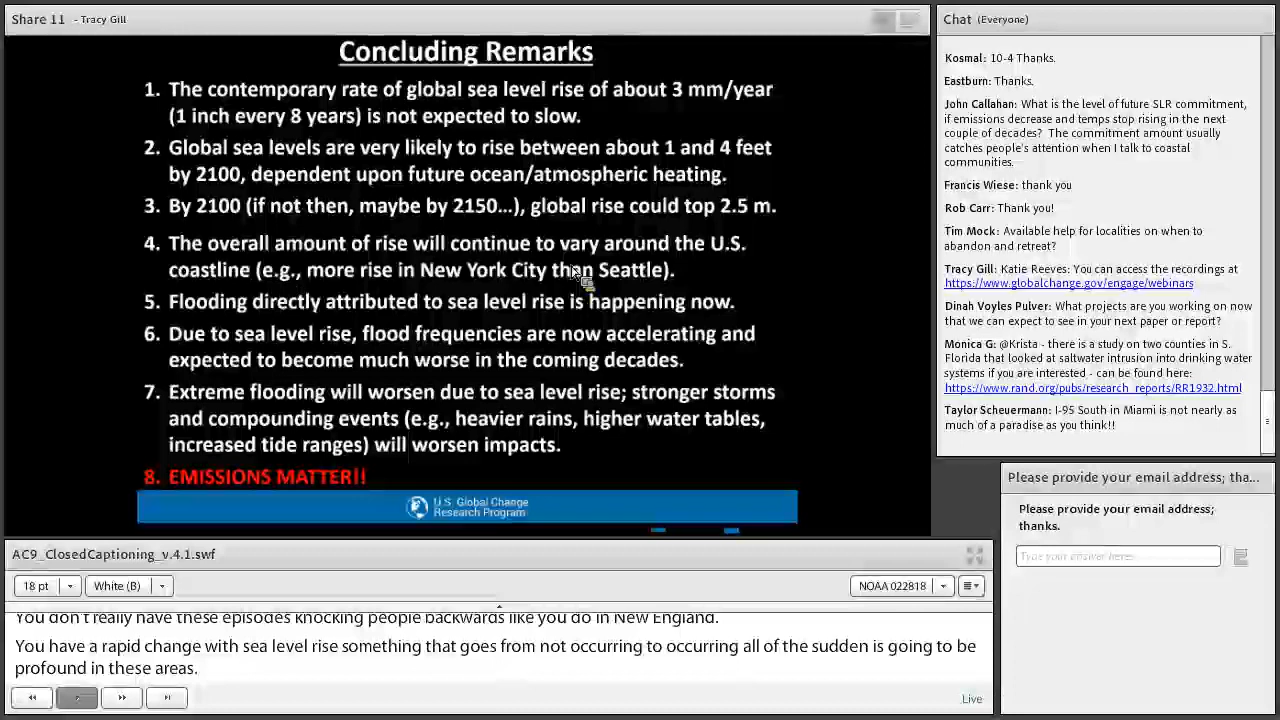 Share 11 - Tracy Gill
Concluding Remarks
1. The contemporary rate of global sea level rise of about 3 mm/year
(1 inch every 8 years) is not expected to slow.
2. Global sea levels are very likely to rise between about 1 and 4 feet
by 2100, dependent upon future ocean/atmospheric heating.
3. By 2100 (if not then, maybe by 2150...), global rise could top 2.5 m.
4. The overall amount of rise will continue to vary around the U.S.
coastline (e.g., more rise in New York City than Seattle).
5. Flooding directly attributed to sea level rise is happening now.
6. Due to sea level rise, flood frequencies are now accelerating and
expected to become much worse in the coming decades.
7. Extreme flooding will worsen due to sea level rise; stronger storms
and compounding events (e.g., heavier rains, higher water tables,
increased tide ranges) will worsen impacts.
8. EMISSIONS MATTER!!
U.S. Global Change
Research Program
AC9_ClosedCaptioning_v.4.1.swf
18 pt White (B) NOAA 022818
You don't really have these episodes knocking people backwards like you do in New England.
You have a rapid change with sea level rise something that goes from not occurring to occurring all of the sudden is going to be
profound in these areas.
Live
Chat (Everyone)
Kosmal: 10-4 Thanks.
Eastburn: Thanks.
John Callahan: What is the level of future SLR commitment,
if emissions decrease and temps stop rising in the next
couple of decades? The commitment amount usually
catches people's attention when I talk to coastal
communities.
Francis Wiese: thank you
Rob Carr: Thank you!
Tim Mock: Available help for localities on when to
abandon and retreat?
Tracy Gill: Katie Reeves: You can access the recordings at
https://www.globalchange.gov/engage/webinars
Dinah Voyles Pulver: What projects are you working on now
that we can expect to see in your next paper or report?
Monica G: @Krista - there is a study on two counties in S.
Florida that looked at saltwater intrusion into drinking water
systems if you are interested - can be found here:
https://www.rand.org/pubs/research_reports/RR1932.html
Taylor Scheuermann: I-95 South in Miami is not nearly as
much of a paradise as you think!!
Please provide your email address; tha...
Please provide your email address;
thanks.
Type your answer here.